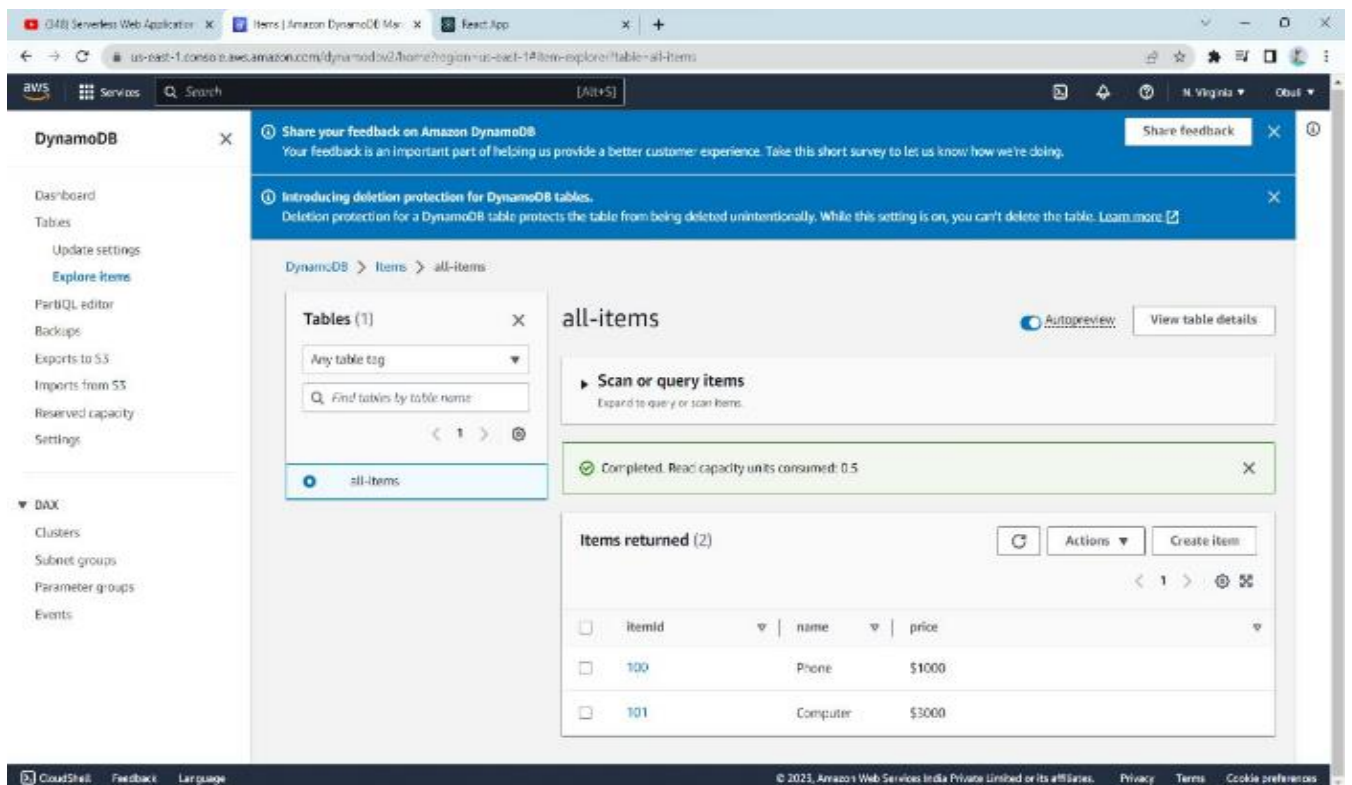 (348) Serverless Web Application
Items | Amazon DynamoDB Man
React App
us-east-1.console.aws.amazon.com/dynamodbv2/home?region=us-east-1#item-explorer?table=all-items
aws Services Search [Alt+S] N. Virginia Obuli
DynamoDB
Share your feedback on Amazon DynamoDB
Your feedback is an important part of helping us provide a better customer experience. Take this short survey to let us know how we're doing.
Share feedback
Introducing deletion protection for DynamoDB tables.
Deletion protection for a DynamoDB table protects the table from being deleted unintentionally. While this setting is on, you can't delete the table. Learn more
Dashboard
Tables
Update settings
Explore items
PartiQL editor
Backups
Exports to S3
Imports from S3
Reserved capacity
Settings
DAX
Clusters
Subnet groups
Parameter groups
Events
DynamoDB > Items > all-items
Tables (1)
Any table tag
Find tables by table name
1
all-items
all-items
Autopreview
View table details
Scan or query items
Expand to query or scan items.
Completed. Read capacity units consumed: 0.5
Items returned (2)
Actions
Create item
1
itemId name price
100 Phone $1000
101 Computer $3000
CloudShell Feedback Language © 2023, Amazon Web Services India Private Limited or its affiliates. Privacy Terms Cookie preferences